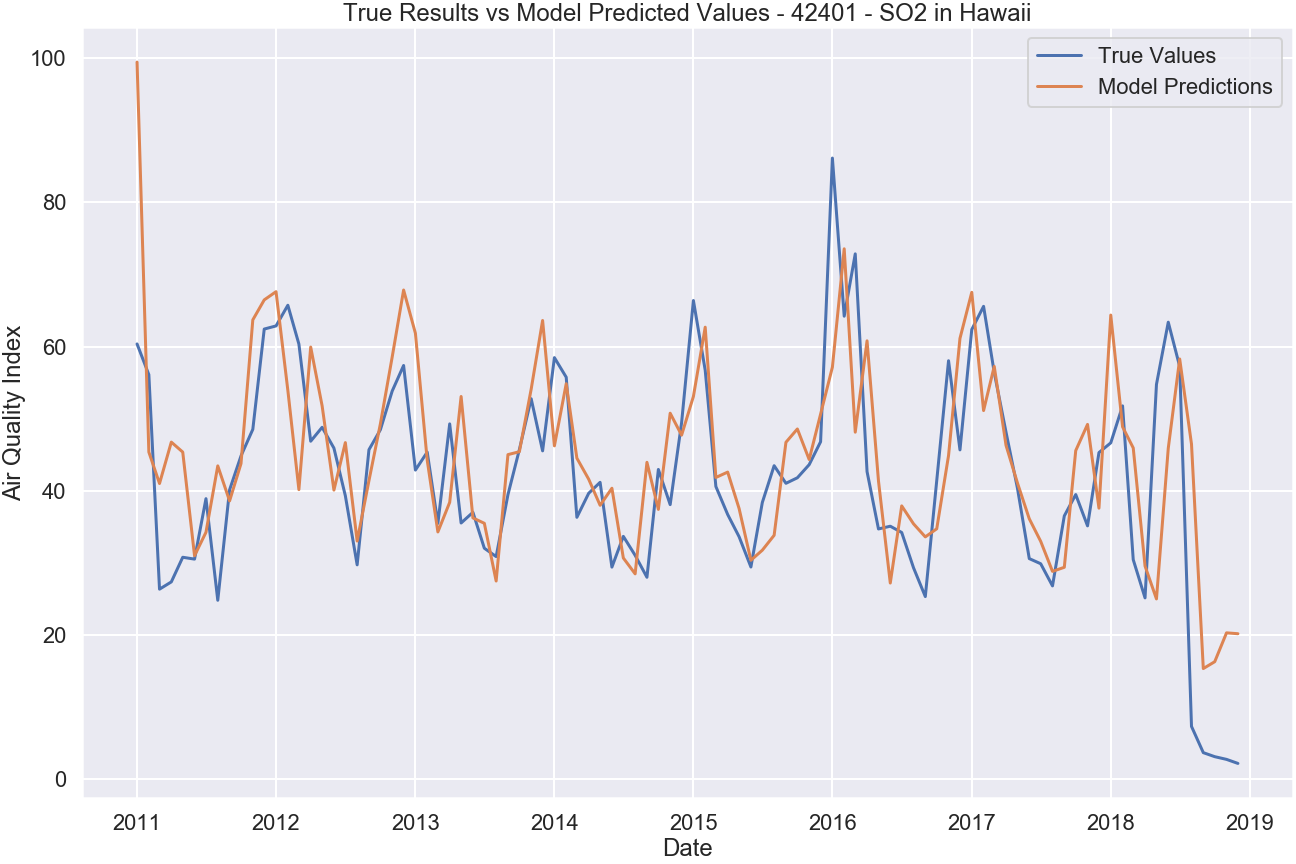 True Results vs Model Predicted Values - 42401 - SO2 in Hawaii
True Values
Model Predictions
Air Quality Index
100
80
60
40
20
0
2011 2012 2013 2014 2015 2016 2017 2018 2019
Date